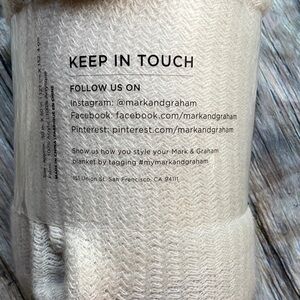 KEEP IN TOUCH
FOLLOW US ON
Instagram: @markandgraham
Facebook: facebook.com/markandgraham
Pinterest: pinterest.com/markandgraham
Show us how you style your Mark & Graham
blanket by tagging #mymarkandgraham
151 Union St. San Francisco, CA 94111